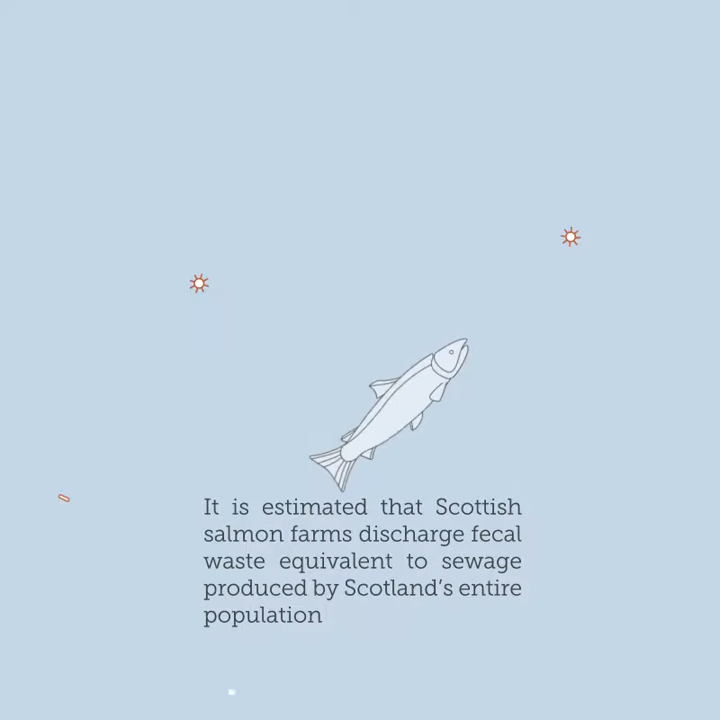 It is estimated that Scottish
salmon farms discharge fecal
waste equivalent to sewage
produced by Scotland’s entire
population